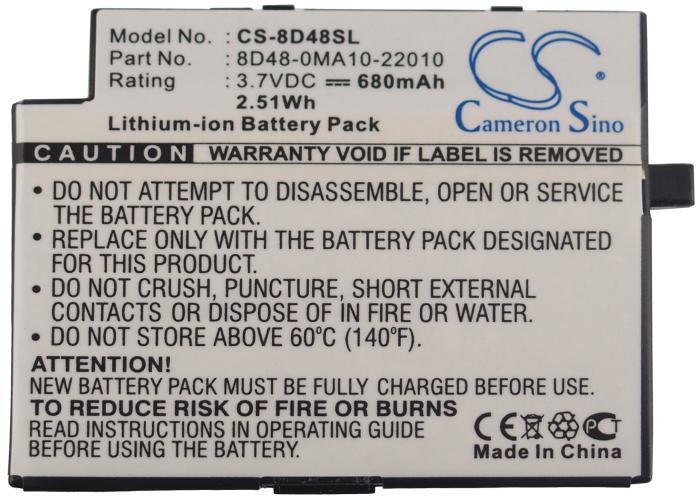 Model No. : CS-8D48SL
Part No. : 8D48-0MA10-22010
Rating : 3.7VDC ⎓ 680mAh
2.51Wh
Lithium-ion Battery Pack
CS
Cameron Sino
CAUTION WARRANTY VOID IF LABEL IS REMOVED
• DO NOT ATTEMPT TO DISASSEMBLE, OPEN OR SERVICE
THE BATTERY PACK.
• REPLACE ONLY WITH THE BATTERY PACK DESIGNATED
FOR THIS PRODUCT.
• DO NOT CRUSH, PUNCTURE, SHORT EXTERNAL
CONTACTS OR DISPOSE OF IN FIRE OR WATER.
• DO NOT STORE ABOVE 60ºC (140ºF).
ATTENTION!
NEW BATTERY PACK MUST BE FULLY CHARGED BEFORE USE
TO REDUCE RISK OF FIRE OR BURNS
READ INSTRUCTIONS IN OPERATING GUIDE
BEFORE USING THE BATTERY.
CE PCT
Made In China